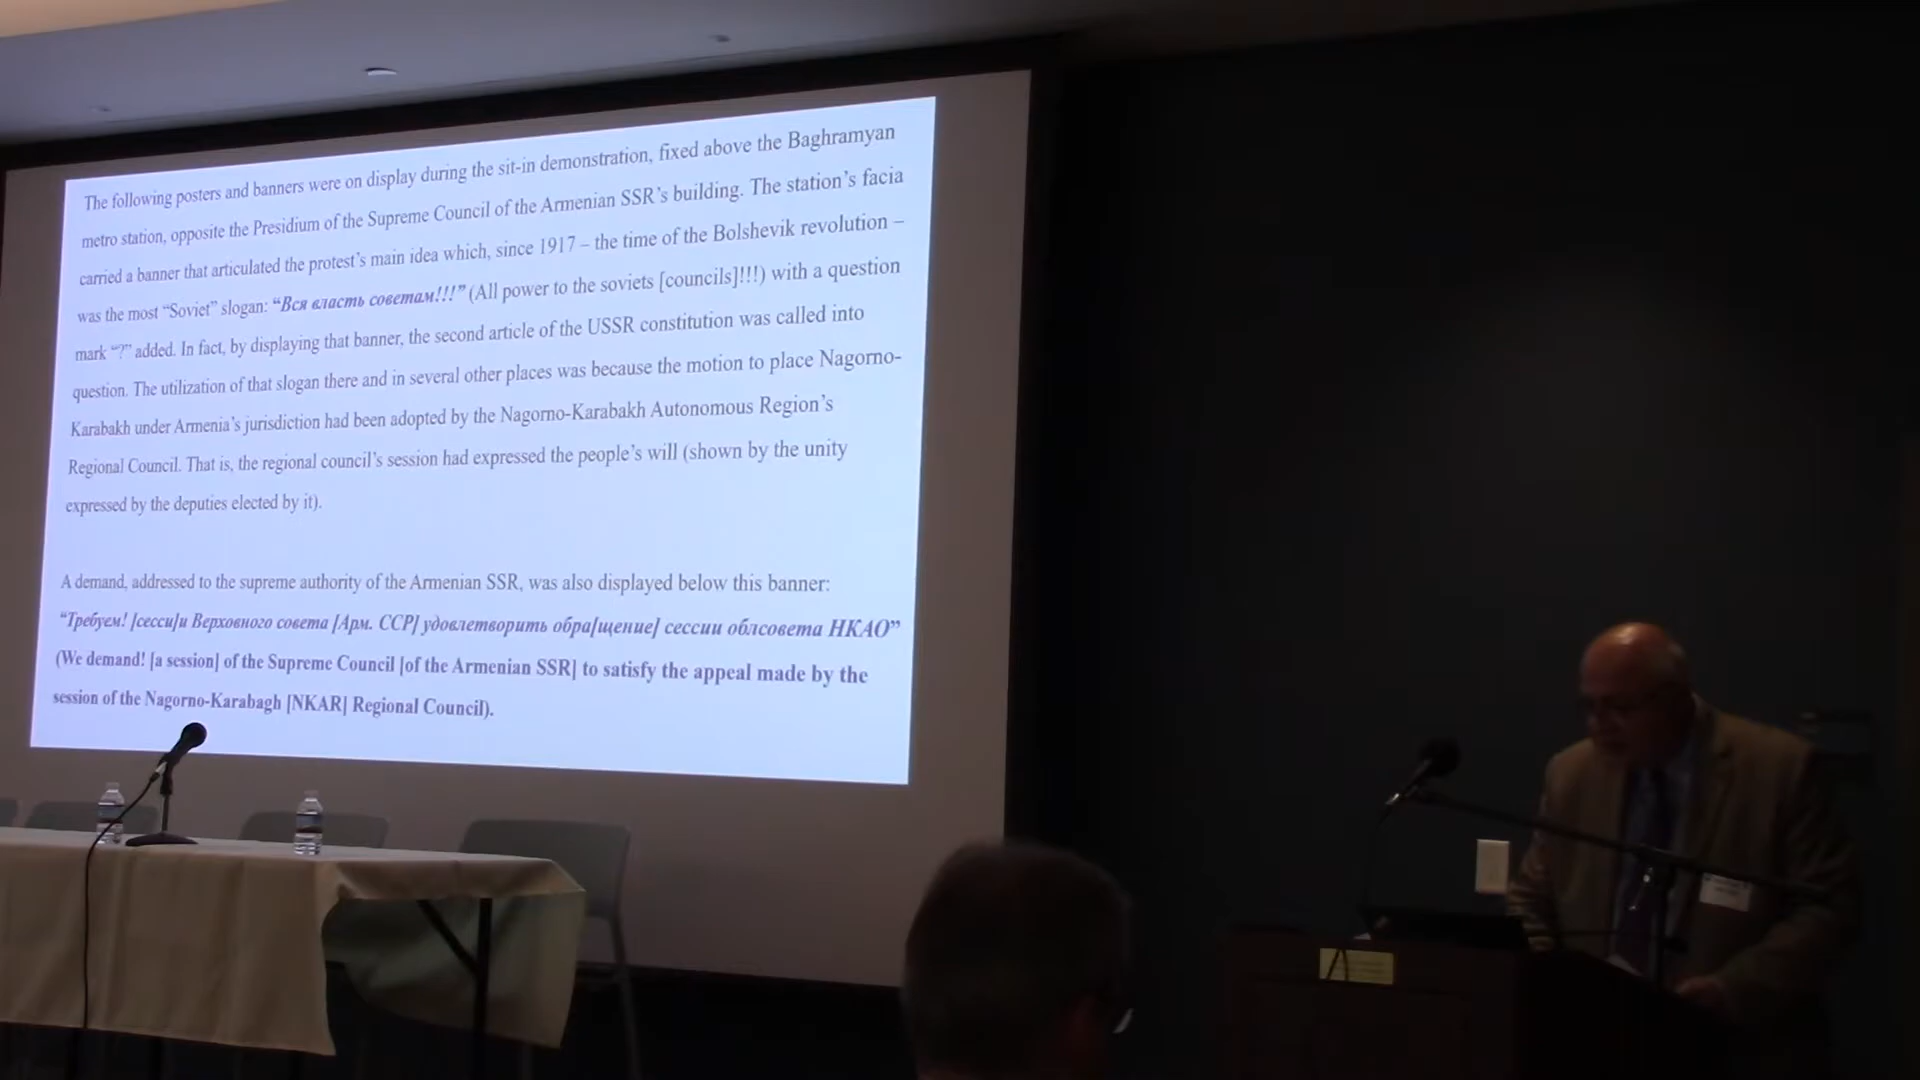 The following posters and banners were on display during the sit-in demonstration, fixed above the Baghramyan
metro station, opposite the Presidium of the Supreme Council of the Armenian SSR’s building. The station’s facia
carried a banner that articulated the protest’s main idea which, since 1917 – the time of the Bolshevik revolution –
was the most “Soviet” slogan: “Вся власть советам!!!” (All power to the soviets [councils]!!!) with a question
mark “?” added. In fact, by displaying that banner, the second article of the USSR constitution was called into
question. The utilization of that slogan there and in several other places was because the motion to place Nagorno-
Karabakh under Armenia’s jurisdiction had been adopted by the Nagorno-Karabakh Autonomous Region’s
Regional Council. That is, the regional council’s session had expressed the people’s will (shown by the unity
expressed by the deputies elected by it).
A demand, addressed to the supreme authority of the Armenian SSR, was also displayed below this banner:
“Требуем! [сесси]и Верховного совета [Арм. ССР] удовлетворить обра[щение] сессии облсовета НКАО”
(We demand! [a session] of the Supreme Council [of the Armenian SSR] to satisfy the appeal made by the
session of the Nagorno-Karabagh [NKAR] Regional Council).